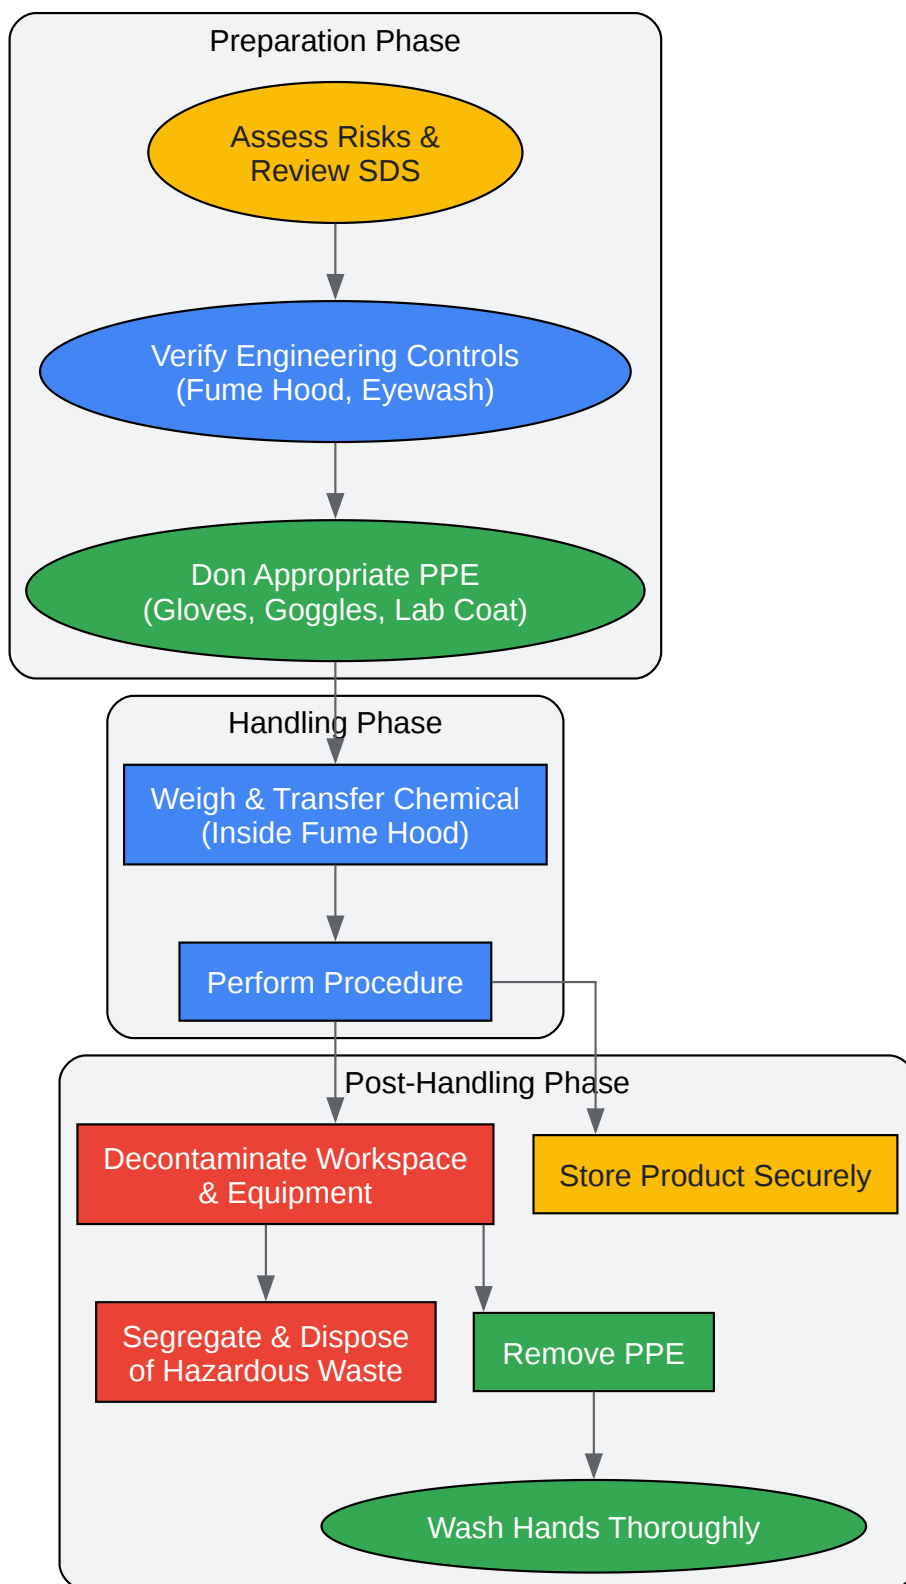 Preparation Phase
Assess Risks &
Review SDS
Verify Engineering Controls
(Fume Hood, Eyewash)
Don Appropriate PPE
(Gloves, Goggles, Lab Coat)
Handling Phase
Weigh & Transfer Chemical
(Inside Fume Hood)
Perform Procedure
Post-Handling Phase
Decontaminate Workspace
& Equipment
Store Product Securely
Segregate & Dispose
of Hazardous Waste
Remove PPE
Wash Hands Thoroughly